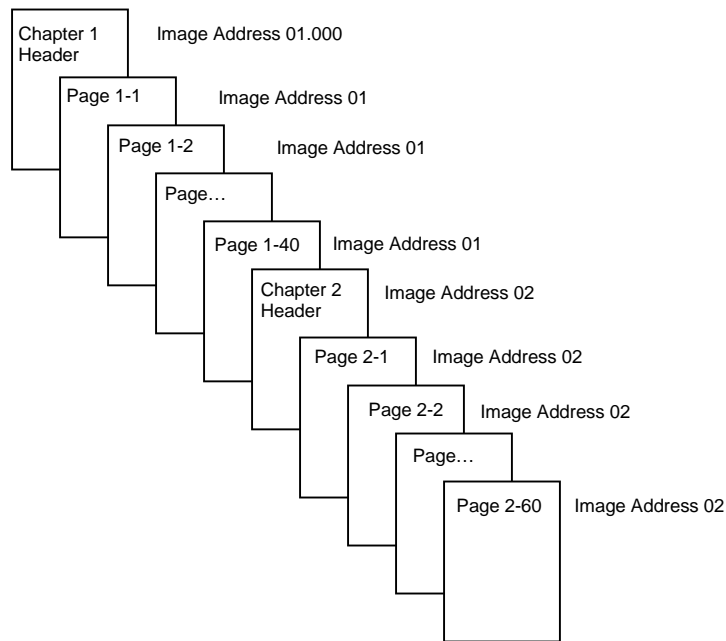 Chapter 1
Header
Image Address 01.000
Page 1-1
Image Address 01
Page 1-2
Image Address 01
Page…
Page 1-40
Image Address 01
Chapter 2
Header
Image Address 02
Page 2-1
Image Address 02
Page 2-2
Image Address 02
Page…
Page 2-60
Image Address 02